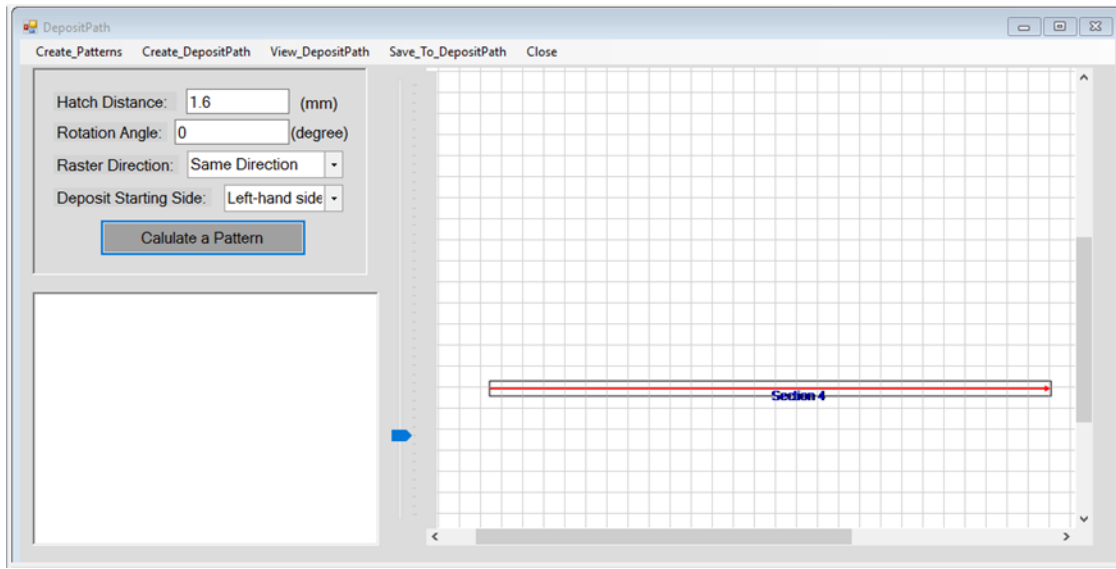 DepositPath
Create_Patterns Create_DepositPath View_DepositPath Save_To_DepositPath Close
Hatch Distance: 1.6 (mm)
Rotation Angle: 0 (degree)
Raster Direction: Same Direction
Deposit Starting Side: Left-hand side
Calulate a Pattern
Section 4